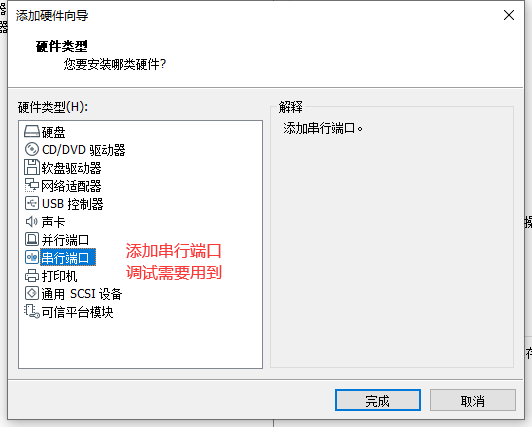 添加硬件向导
硬件类型
您要安装哪类硬件?
硬件类型(H):
硬盘
CD/DVD 驱动器
软盘驱动器
网络适配器
USB 控制器
声卡
并行端口
串行端口
打印机
通用 SCSI 设备
可信平台模块
添加串行端口
调试需要用到
解释
添加串行端口。
完成
取消
操
存